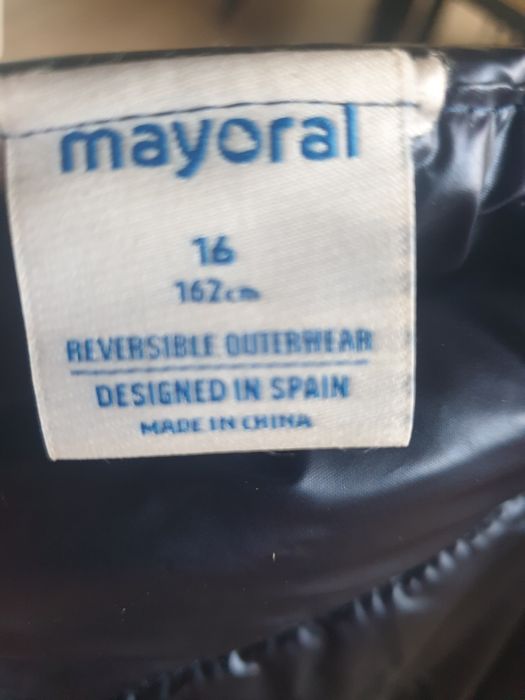 mayoral
16
162cm
REVERSIBLE OUTERWEAR
DESIGNED IN SPAIN
MADE IN CHINA